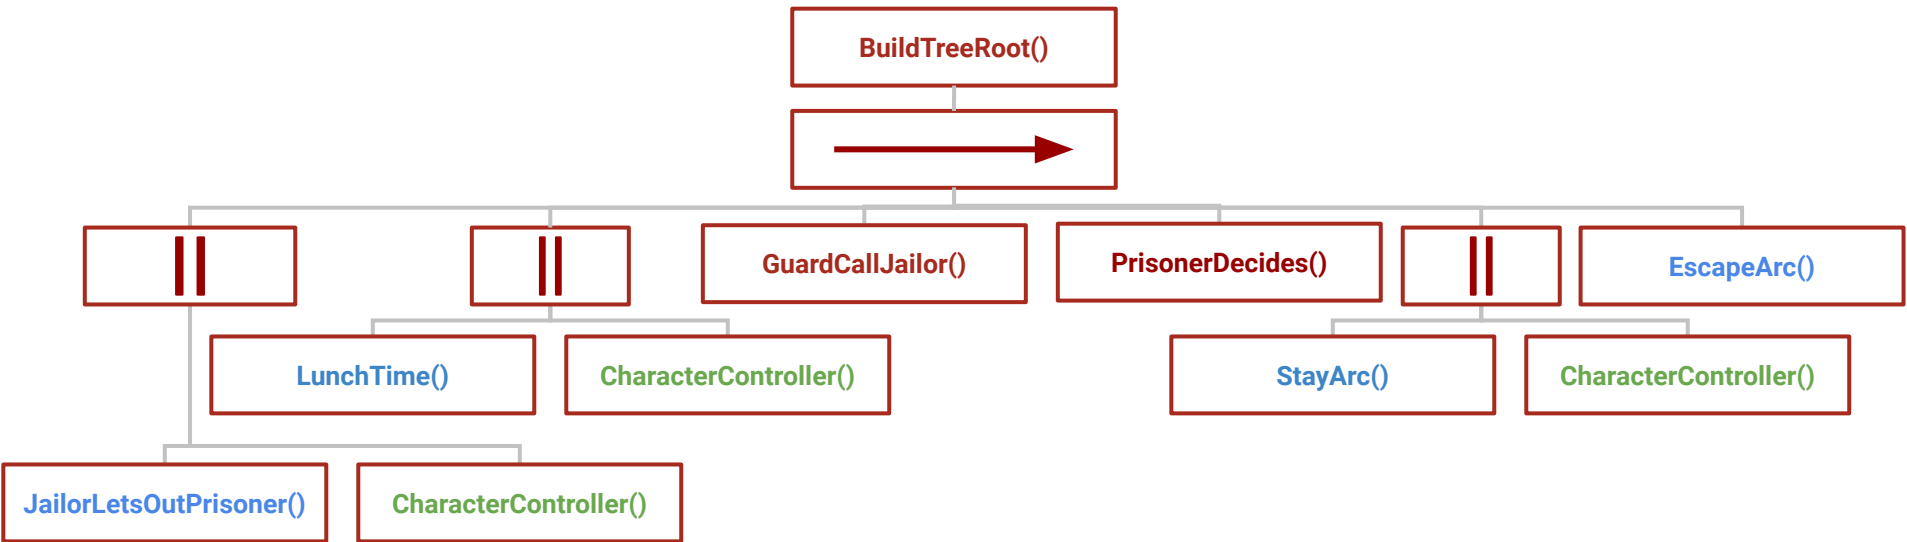 BuildTreeRoot()
GuardCallJailor()
PrisonerDecides()
EscapeArc()
LunchTime()
CharacterController()
StayArc()
CharacterController()
JailorLetsOutPrisoner()
CharacterController()